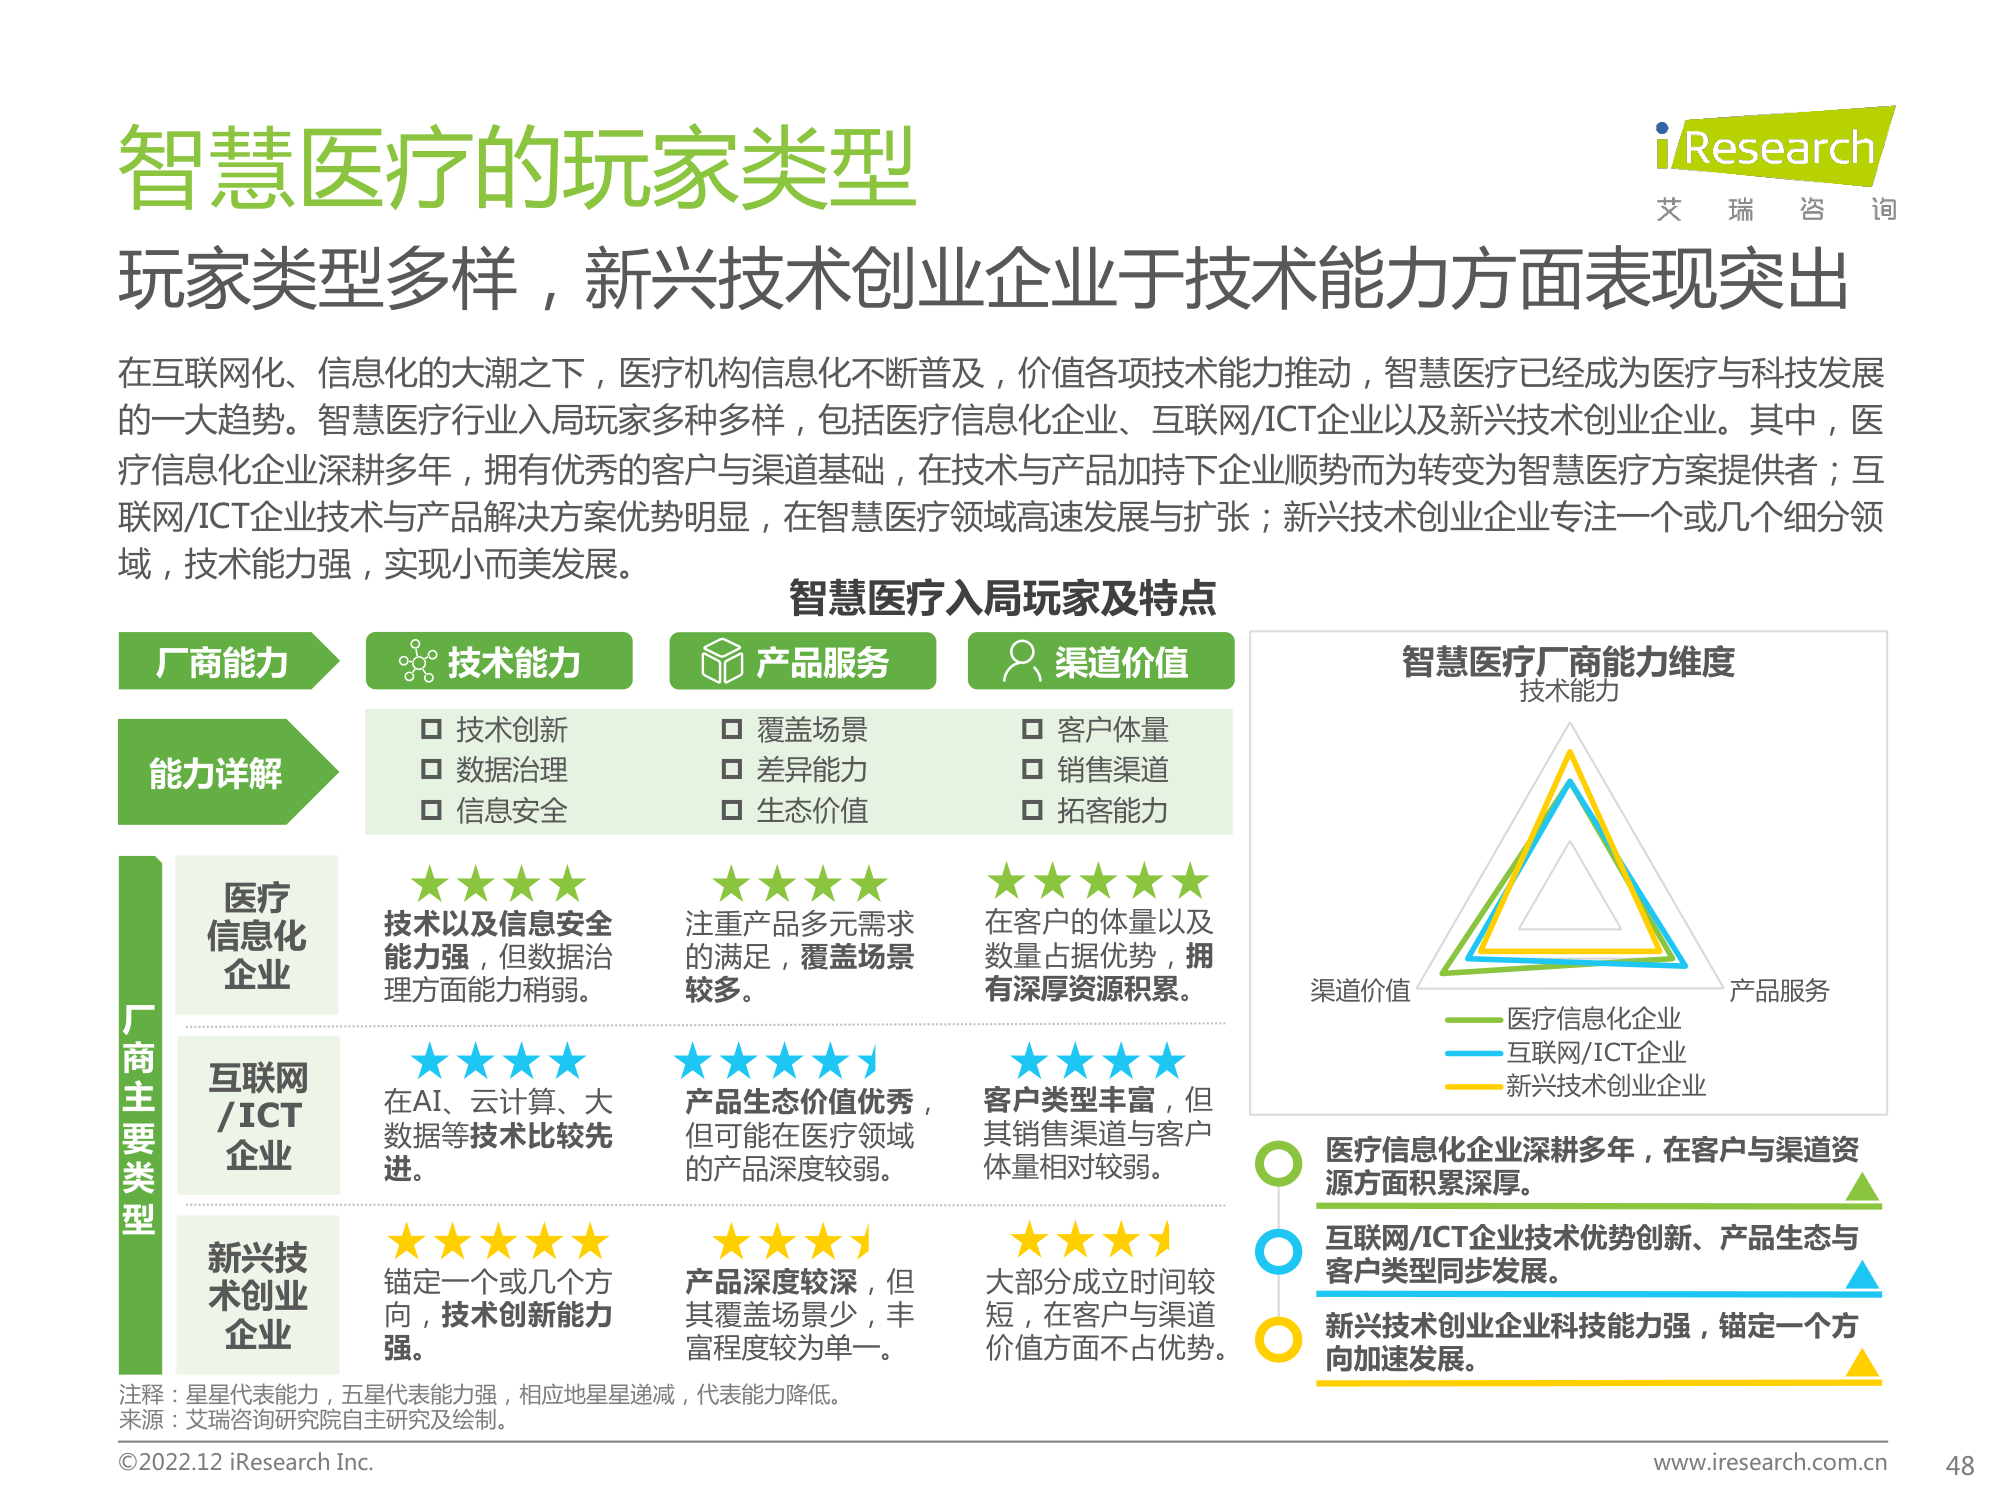 智慧医疗的玩家类型
iResearch
艾瑞咨询
玩家类型多样，新兴技术创业企业于技术能力方面表现突出
在互联网化、信息化的大潮之下，医疗机构信息化不断普及，价值各项技术能力推动，智慧医疗已经成为医疗与科技发展
的一大趋势。智慧医疗行业入局玩家多种多样，包括医疗信息化企业、互联网/ICT企业以及新兴技术创业企业。其中，医
疗信息化企业深耕多年，拥有优秀的客户与渠道基础，在技术与产品加持下企业顺势而为转变为智慧医疗方案提供者；互
联网/ICT企业技术与产品解决方案优势明显，在智慧医疗领域高速发展与扩张；新兴技术创业企业专注一个或几个细分领
域，技术能力强，实现小而美发展。
智慧医疗入局玩家及特点
厂商能力
技术能力
产品服务
渠道价值
能力详解
技术创新
数据治理
信息安全
覆盖场景
差异能力
生态价值
客户体量
销售渠道
拓客能力
厂商主要类型
医疗
信息化
企业
技术以及信息安全
能力强，但数据治
理方面能力稍弱。
注重产品多元需求
的满足，覆盖场景
较多。
在客户的体量以及
数量占据优势，拥
有深厚资源积累。
互联网
/ICT
企业
在AI、云计算、大
数据等技术比较先
进。
产品生态价值优秀，
但可能在医疗领域
的产品深度较弱。
客户类型丰富，但
其销售渠道与客户
体量相对较弱。
新兴技
术创业
企业
锚定一个或几个方
向，技术创新能力
强。
产品深度较深，但
其覆盖场景少，丰
富程度较为单一。
大部分成立时间较
短，在客户与渠道
价值方面不占优势。
智慧医疗厂商能力维度
技术能力
渠道价值
产品服务
医疗信息化企业
互联网/ICT企业
新兴技术创业企业
医疗信息化企业深耕多年，在客户与渠道资
源方面积累深厚。
互联网/ICT企业技术优势创新、产品生态与
客户类型同步发展。
新兴技术创业企业科技能力强，锚定一个方
向加速发展。
注释：星星代表能力，五星代表能力强，相应地星星递减，代表能力降低。
来源：艾瑞咨询研究院自主研究及绘制。
©2022.12 iResearch Inc.
www.iresearch.com.cn
48